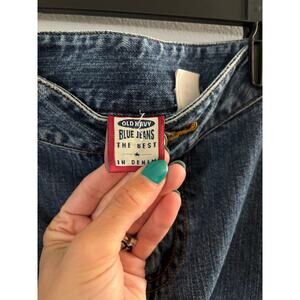 OLD NAVY
BLUE JEANS
THE BEST
IN DENIM